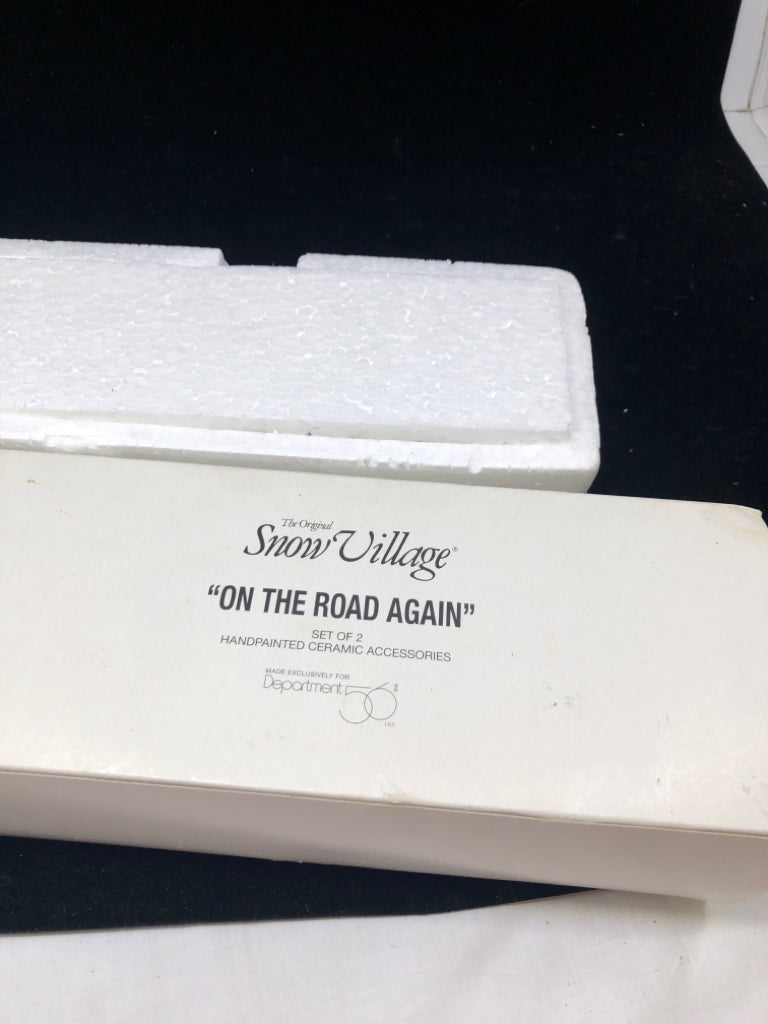 The Original
Snow Village®
"ON THE ROAD AGAIN"
SET OF 2
HANDPAINTED CERAMIC ACCESSORIES
MADE EXCLUSIVELY FOR
Department 56®
INC